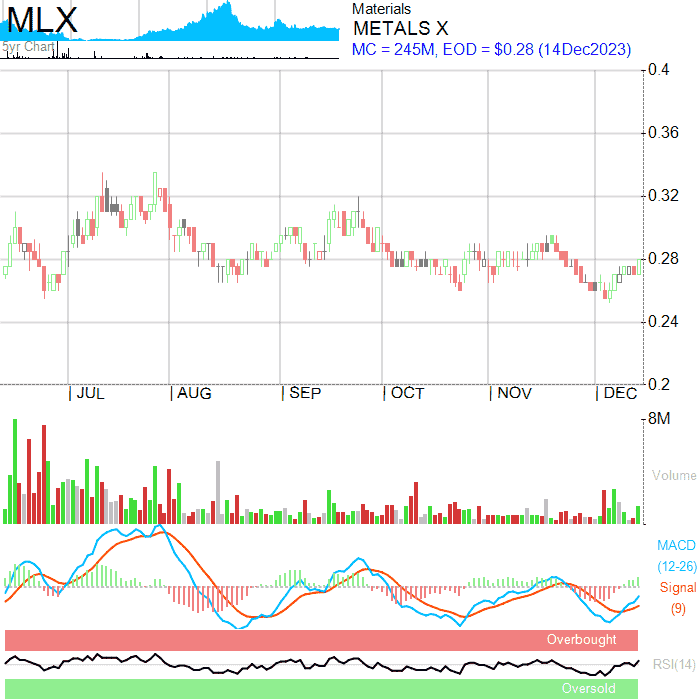 MLX
5yr Chart
Materials
METALS X
MC = 245M, EOD = $0.28 (14Dec2023)
0.4
0.36
0.32
0.28
0.24
0.2
JUL
AUG
SEP
OCT
NOV
DEC
8M
Volume
MACD
(12-26)
Signal
(9)
Overbought
RSI(14)
Oversold